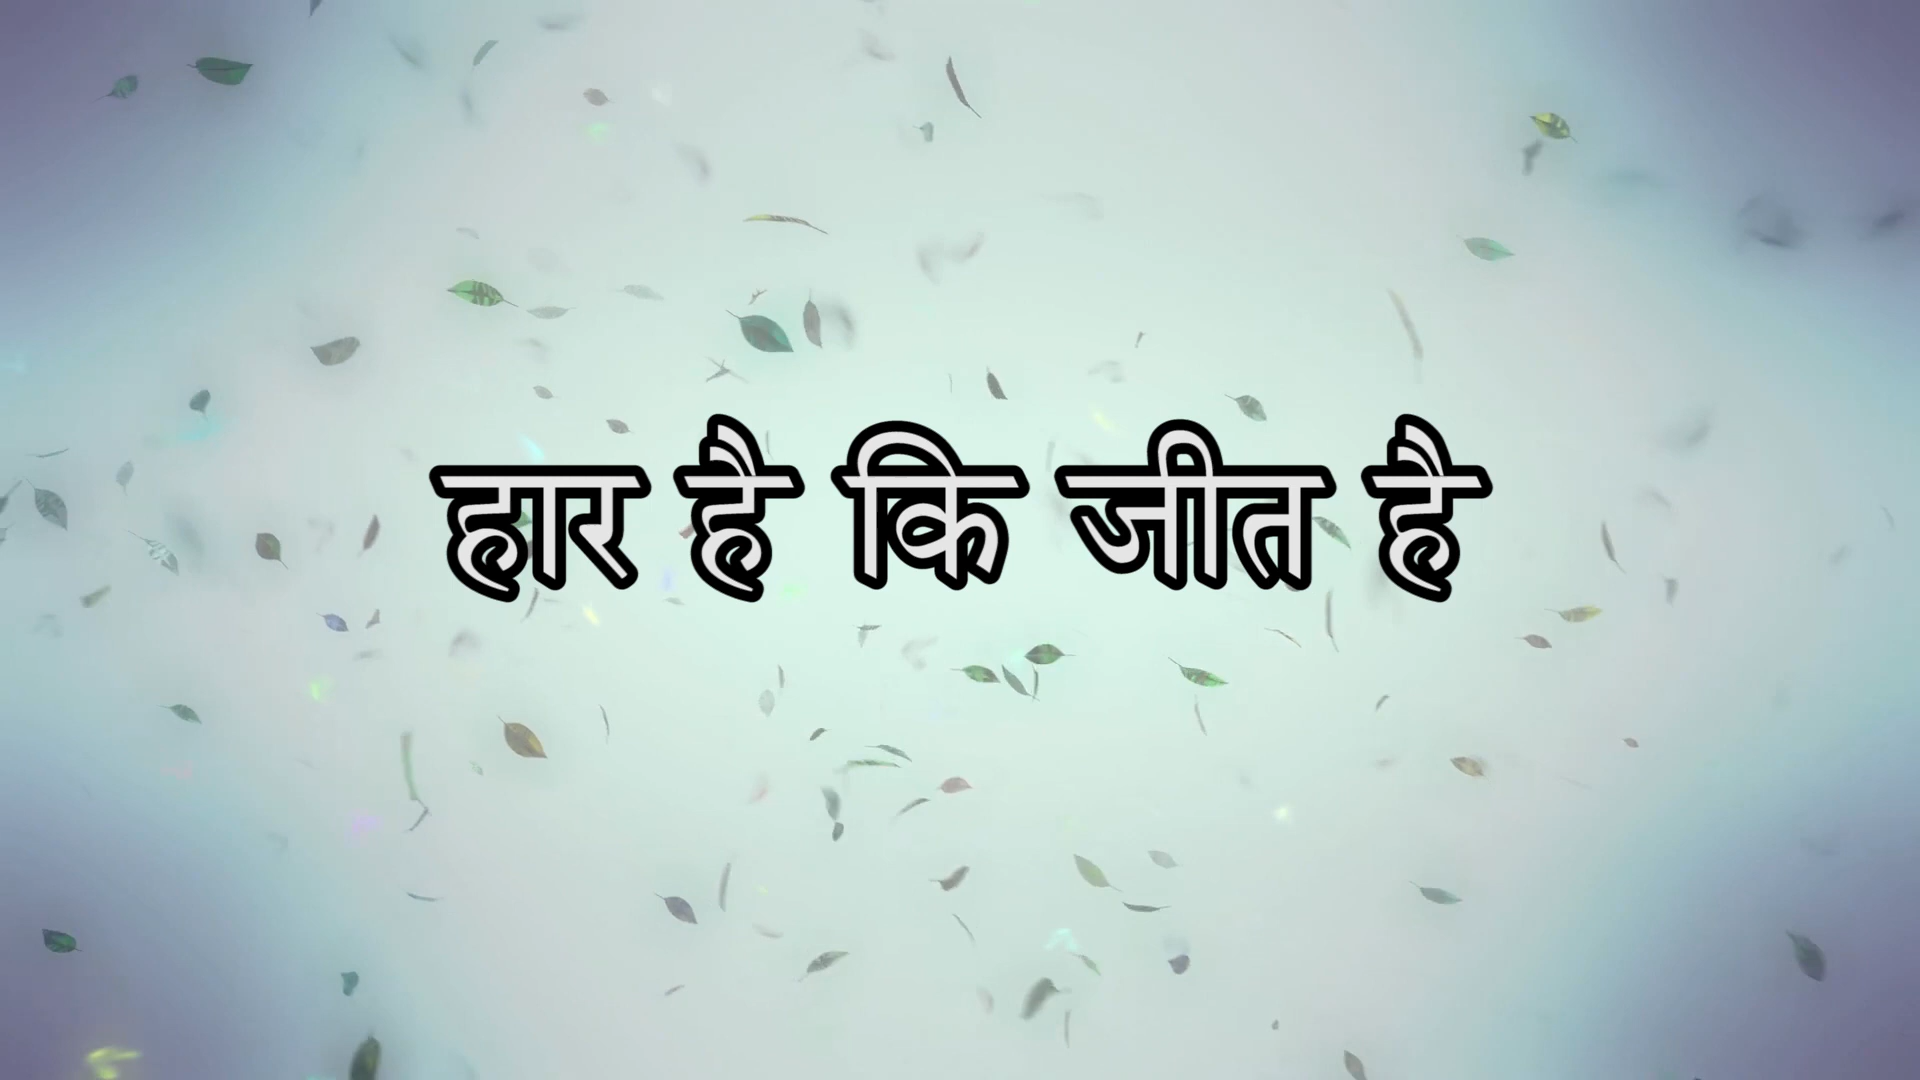 हार है कि जीत है